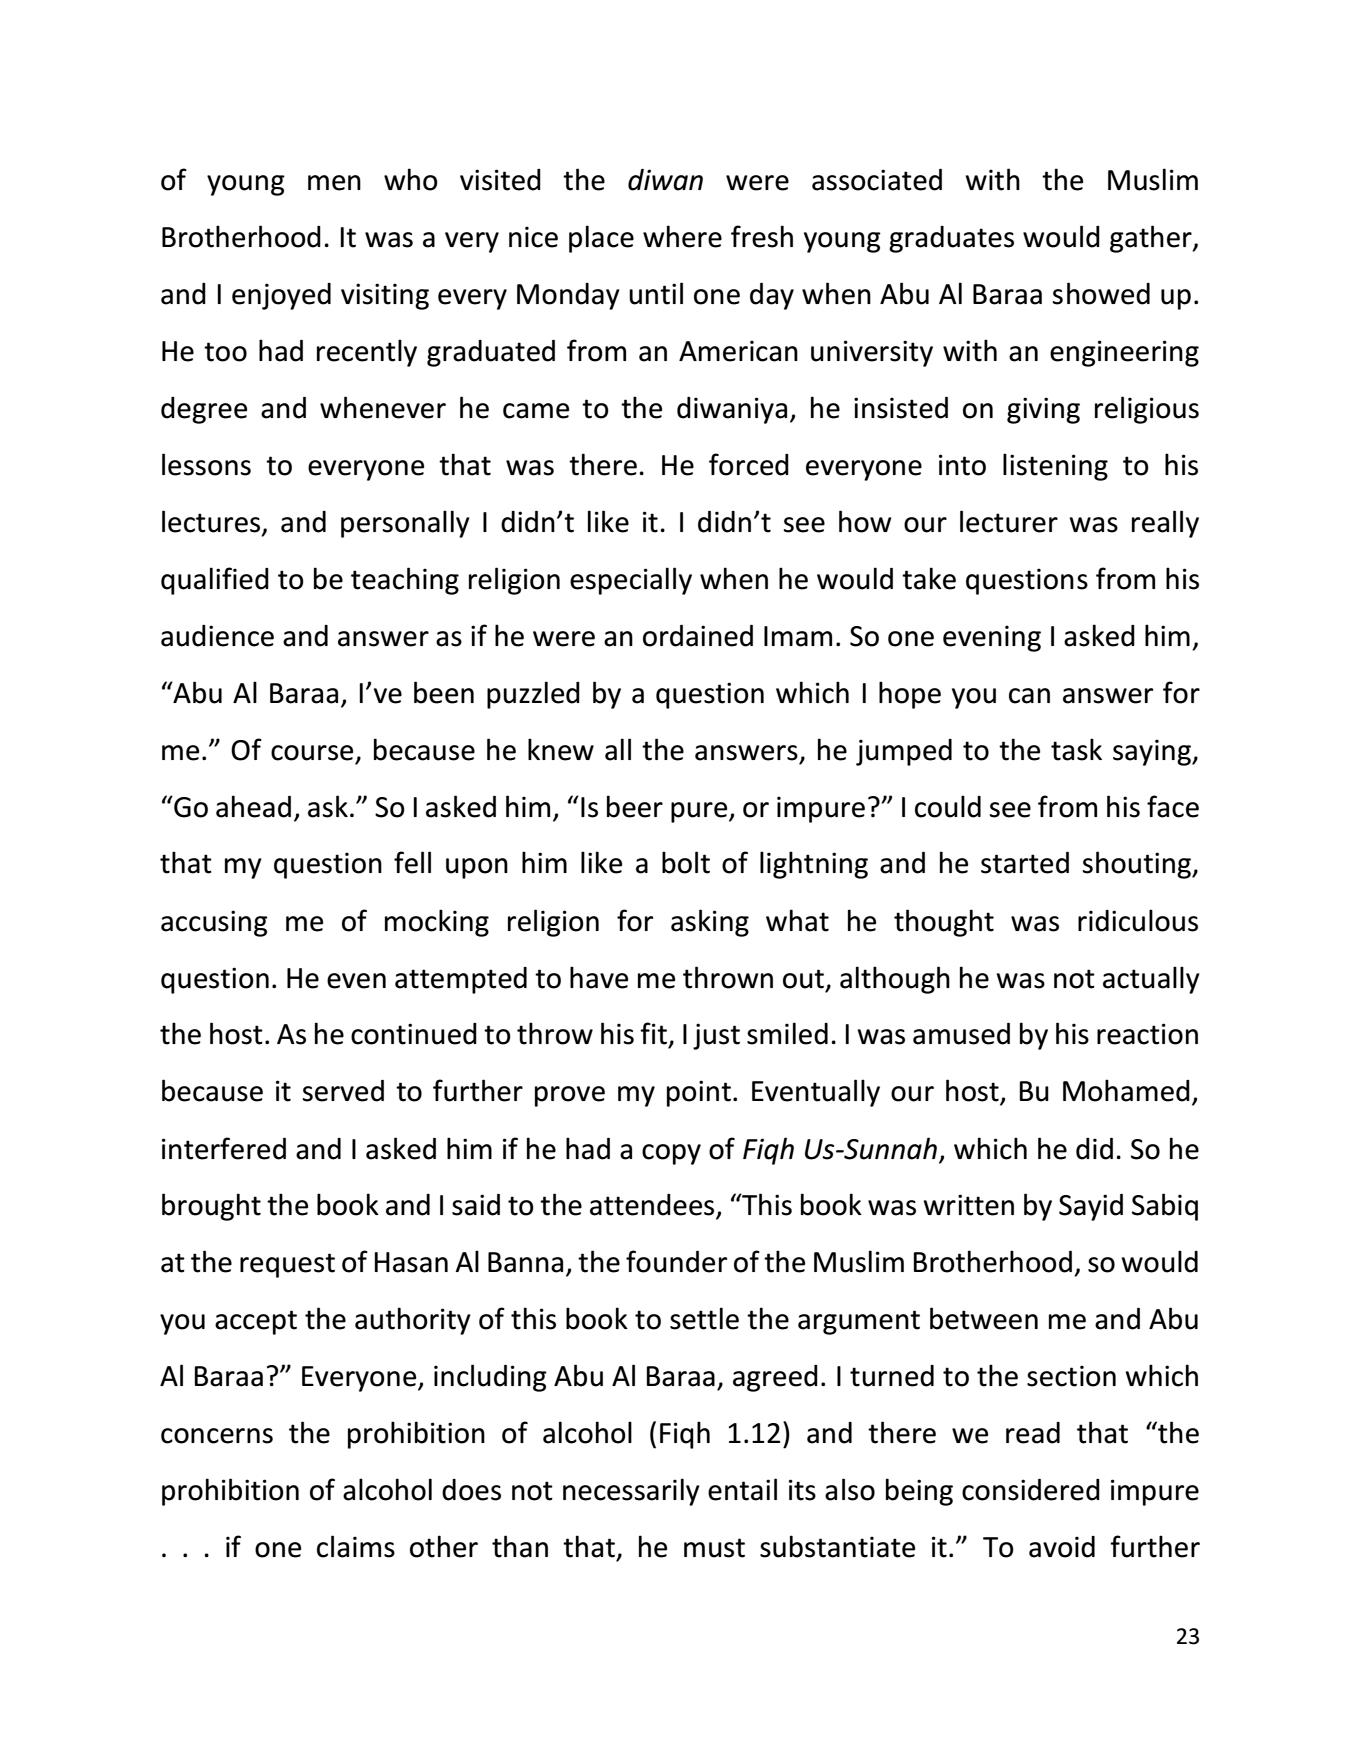 of young men who visited the diwan were associated with the Muslim
Brotherhood. It was a very nice place where fresh young graduates would gather,
and I enjoyed visiting every Monday until one day when Abu Al Baraa showed up.
He too had recently graduated from an American university with an engineering
degree and whenever he came to the diwaniya, he insisted on giving religious
lessons to everyone that was there. He forced everyone into listening to his
lectures, and personally I didn’t like it. I didn’t see how our lecturer was really
qualified to be teaching religion especially when he would take questions from his
audience and answer as if he were an ordained Imam. So one evening I asked him,
“Abu Al Baraa, I’ve been puzzled by a question which I hope you can answer for
me.” Of course, because he knew all the answers, he jumped to the task saying,
“Go ahead, ask.” So I asked him, “Is beer pure, or impure?” I could see from his face
that my question fell upon him like a bolt of lightning and he started shouting,
accusing me of mocking religion for asking what he thought was ridiculous
question. He even attempted to have me thrown out, although he was not actually
the host. As he continued to throw his fit, I just smiled. I was amused by his reaction
because it served to further prove my point. Eventually our host, Bu Mohamed,
interfered and I asked him if he had a copy of Fiqh Us-Sunnah, which he did. So he
brought the book and I said to the attendees, “This book was written by Sayid Sabiq
at the request of Hasan Al Banna, the founder of the Muslim Brotherhood, so would
you accept the authority of this book to settle the argument between me and Abu
Al Baraa?” Everyone, including Abu Al Baraa, agreed. I turned to the section which
concerns the prohibition of alcohol (Fiqh 1.12) and there we read that “the
prohibition of alcohol does not necessarily entail its also being considered impure
. . . if one claims other than that, he must substantiate it.” To avoid further
23